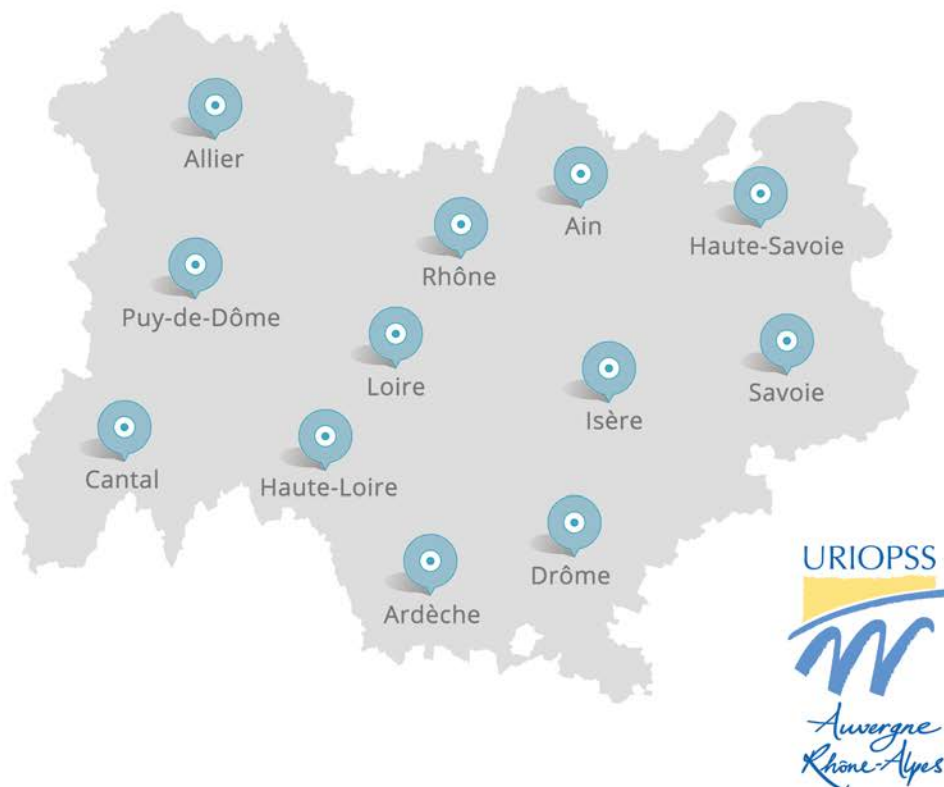 Allier
Ain
Haute-Savoie
Rhône
Puy-de-Dôme
Loire
Savoie
Isère
Cantal
Haute-Loire
Drôme
Ardèche
URIOPSS
Auvergne
Rhône-Alpes